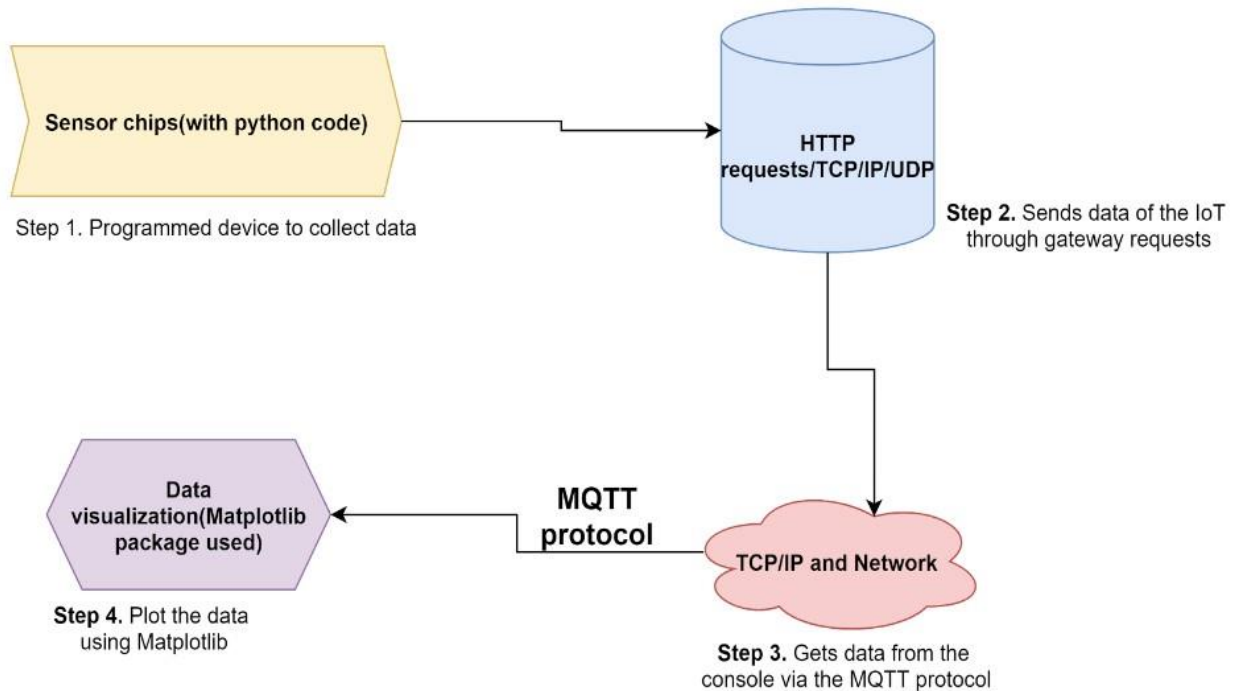 Sensor chips(with python code)
Step 1. Programmed device to collect data
HTTP
requests/TCP/IP/UDP
Step 2. Sends data of the IoT
through gateway requests
TCP/IP and Network
Step 3. Gets data from the
console via the MQTT protocol
MQTT
protocol
Data
visualization(Matplotlib
package used)
Step 4. Plot the data
using Matplotlib